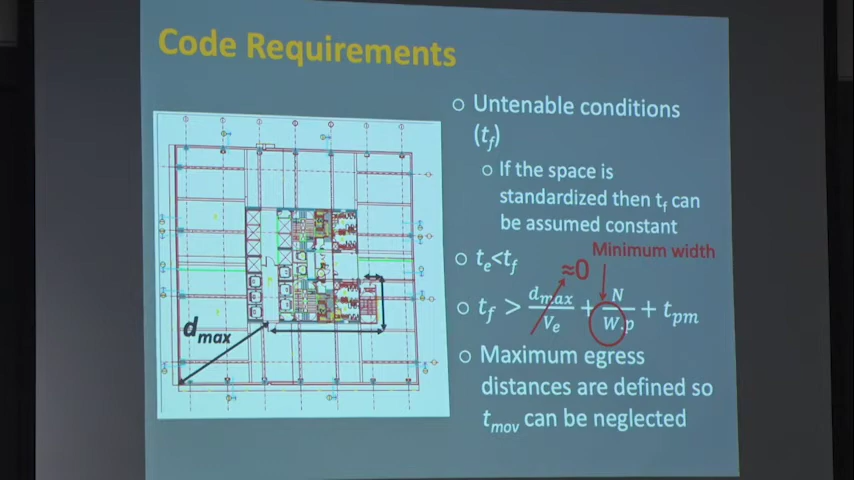 Code Requirements
Untenable conditions
(t_f)
If the space is
standardized then t_f can
be assumed constant
t_e<t_f
Minimum width
≈0
t_f > d_max/V_e + N/W.p + t_pm
Maximum egress
distances are defined so
t_mov can be neglected
d_max